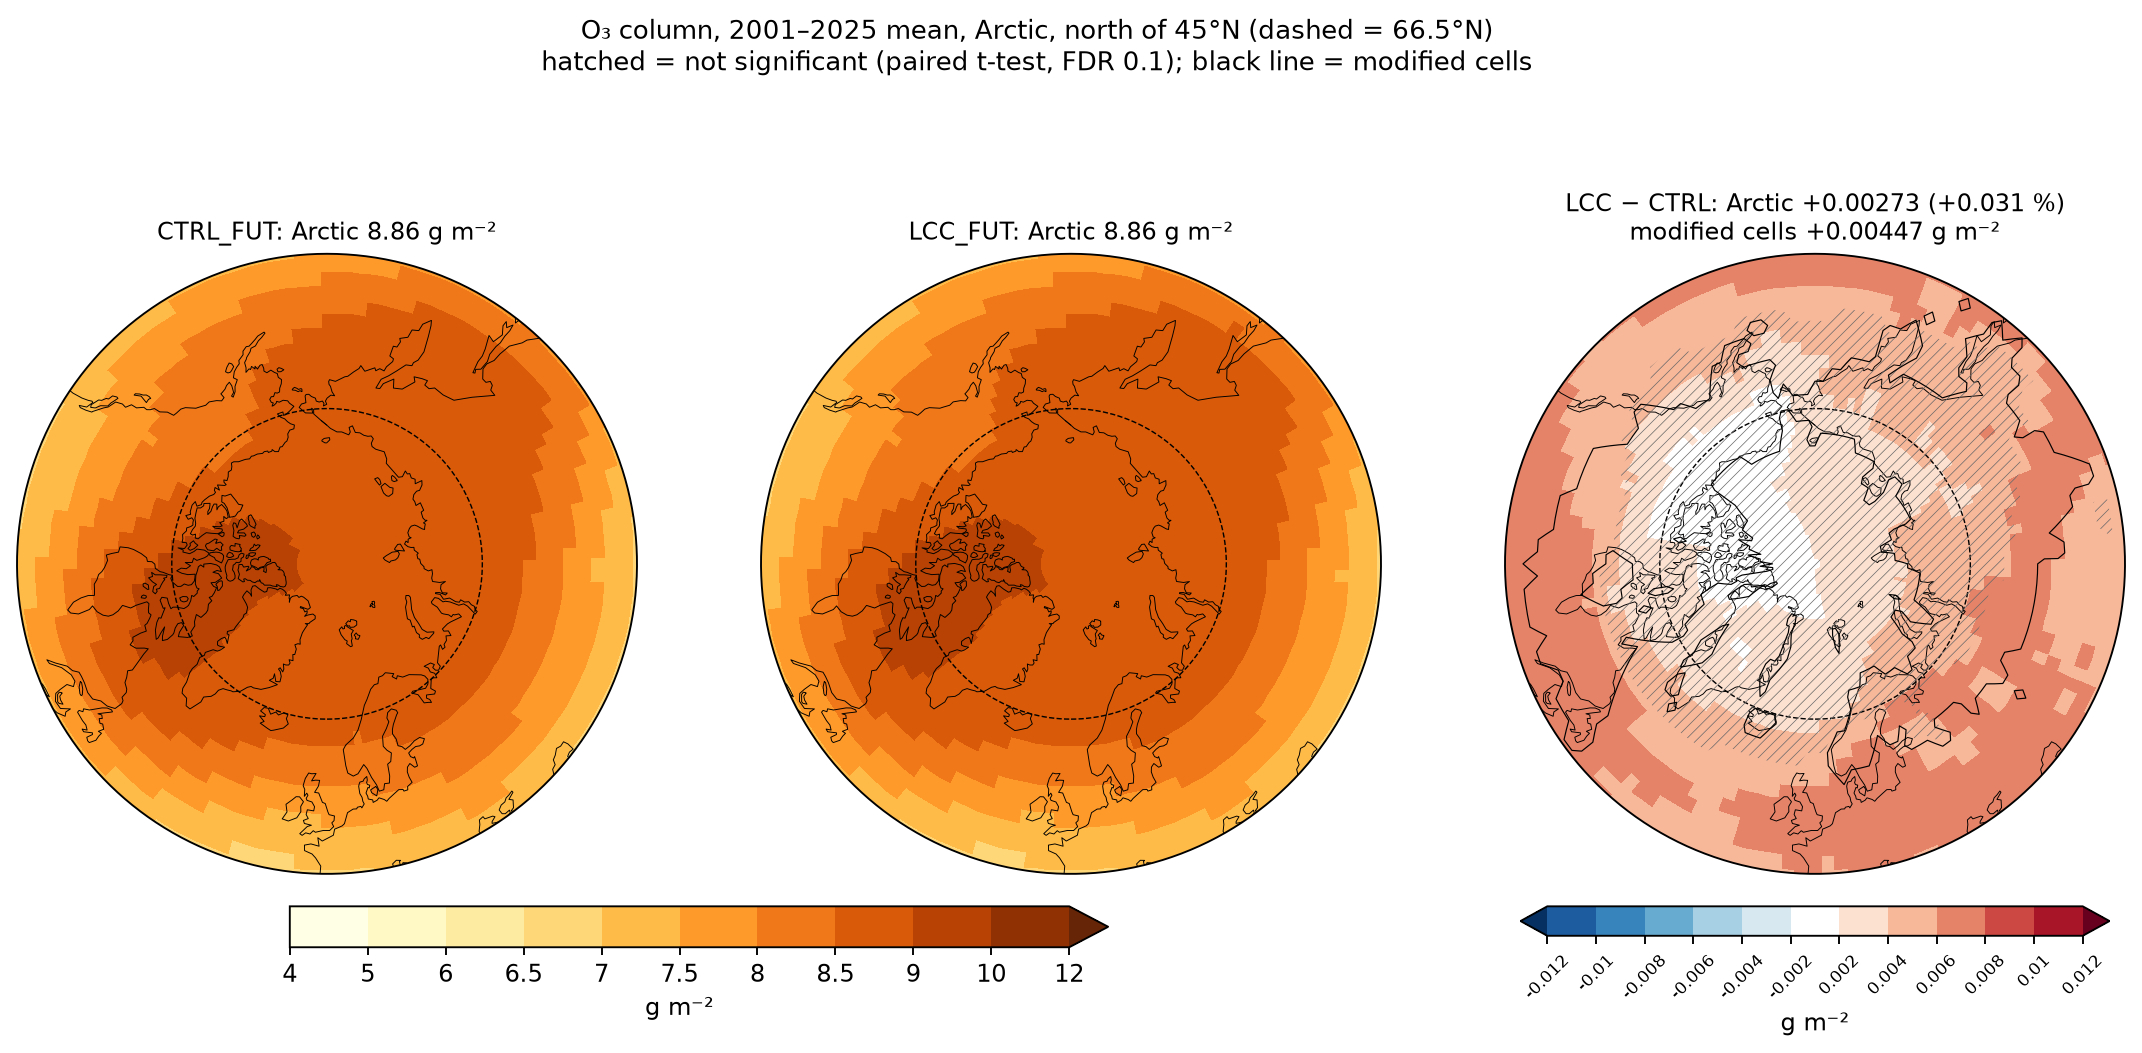 O₃ column, 2001–2025 mean, Arctic, north of 45°N (dashed = 66.5°N)
hatched = not significant (paired t-test, FDR 0.1); black line = modified cells
CTRL_FUT: Arctic 8.86 g m⁻²
LCC_FUT: Arctic 8.86 g m⁻²
LCC − CTRL: Arctic +0.00273 (+0.031 %)
modified cells +0.00447 g m⁻²
4 5 6 6.5 7 7.5 8 8.5 9 10 12
g m⁻²
-0.012 -0.01 -0.008 -0.006 -0.004 -0.002 0.002 0.004 0.006 0.008 0.01 0.012
g m⁻²